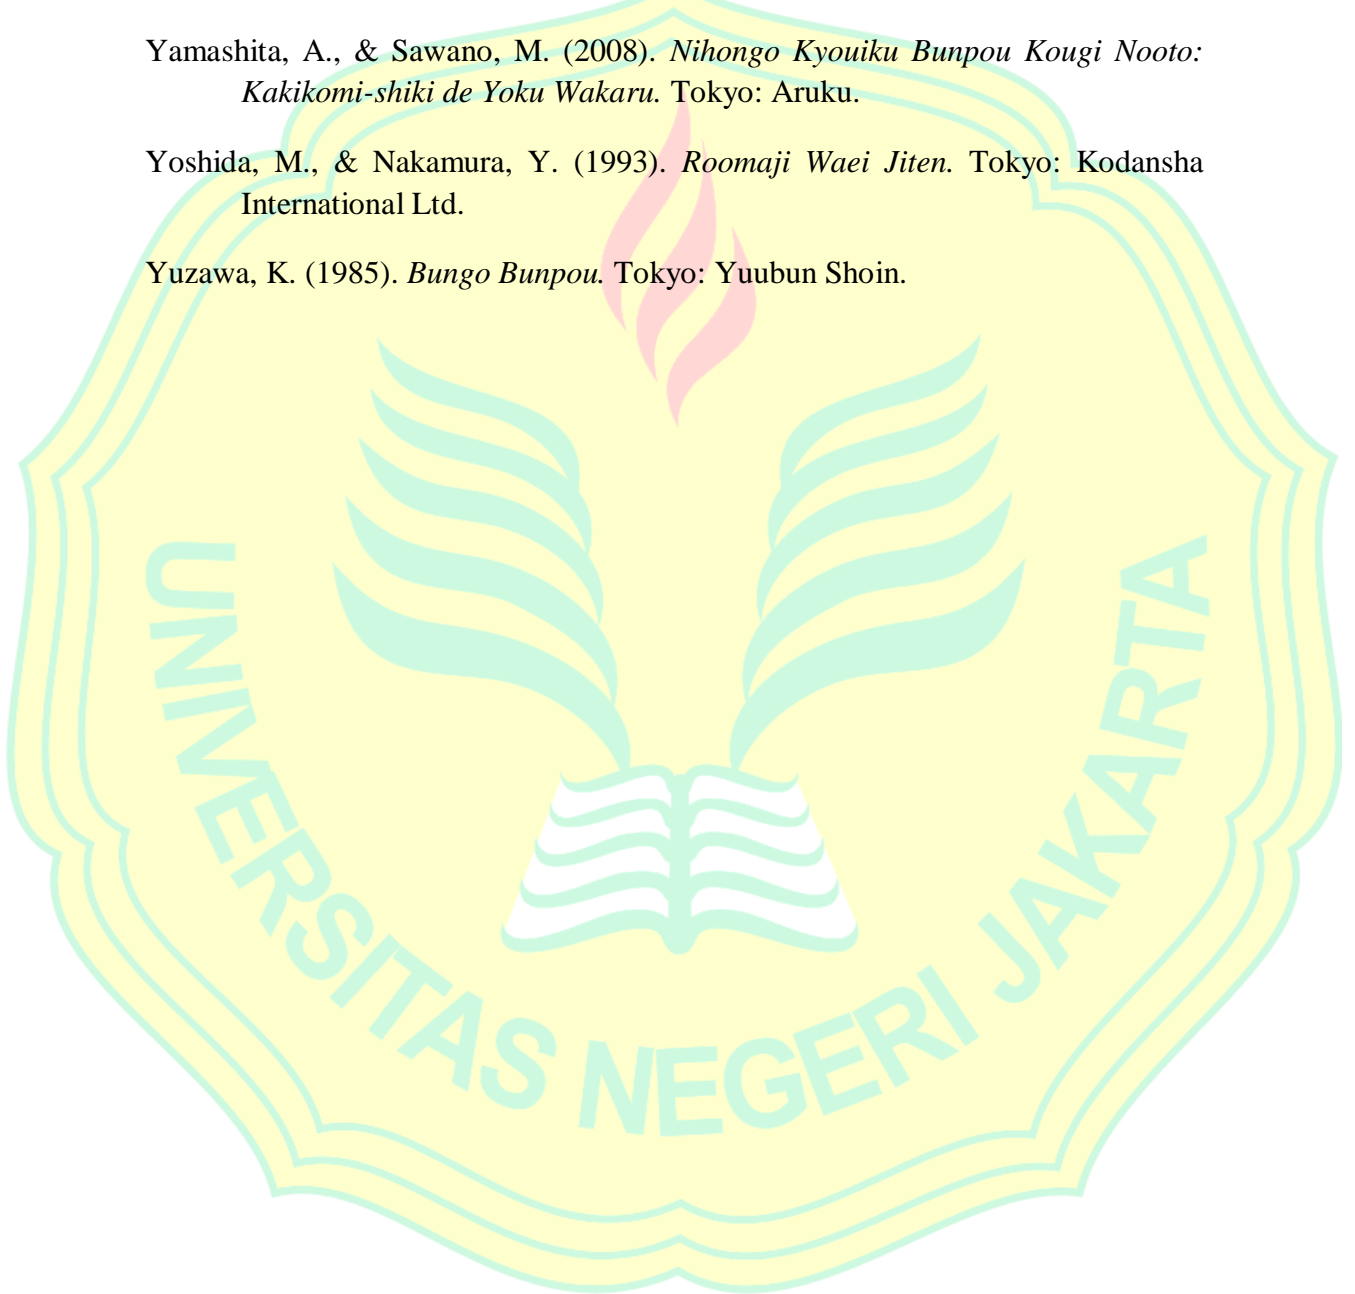 Yamashita, A., & Sawano, M. (2008). Nihongo Kyouiku Bunpou Kougi Nooto:
Kakikomi-shiki de Yoku Wakaru. Tokyo: Aruku.
Yoshida, M., & Nakamura, Y. (1993). Roomaji Waei Jiten. Tokyo: Kodansha
International Ltd.
Yuzawa, K. (1985). Bungo Bunpou. Tokyo: Yuubun Shoin.
UNIVERSITAS NEGERI JAKARTA